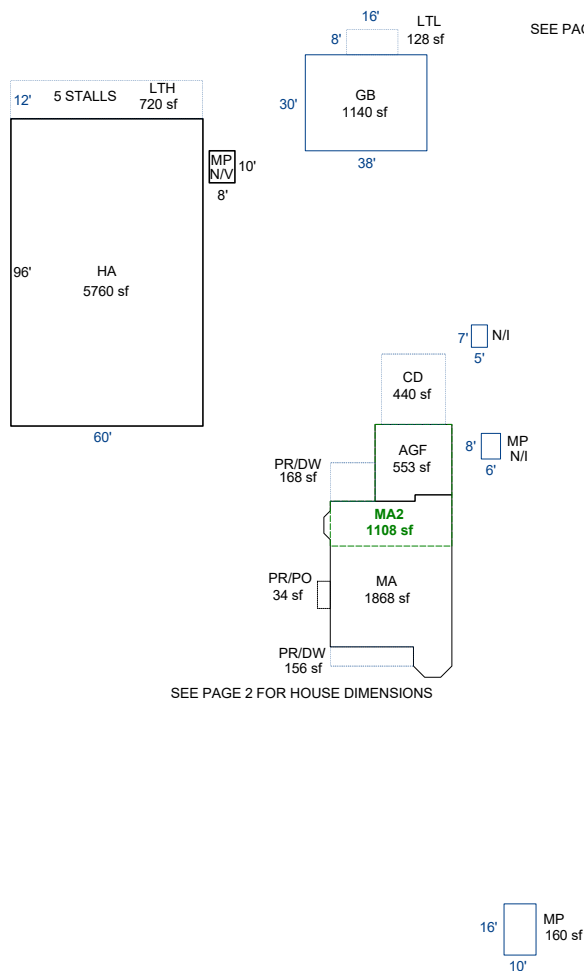 16'
LTL
8'
128 sf
SEE PAG
12'
5 STALLS
LTH
720 sf
30'
GB
1140 sf
38'
MP
N/V
10'
8'
96'
HA
5760 sf
60'
7'
N/I
5'
CD
440 sf
AGF
553 sf
8'
MP
N/I
6'
PR/DW
168 sf
MA2
1108 sf
PR/PO
34 sf
MA
1868 sf
PR/DW
156 sf
SEE PAGE 2 FOR HOUSE DIMENSIONS
16'
MP
160 sf
10'